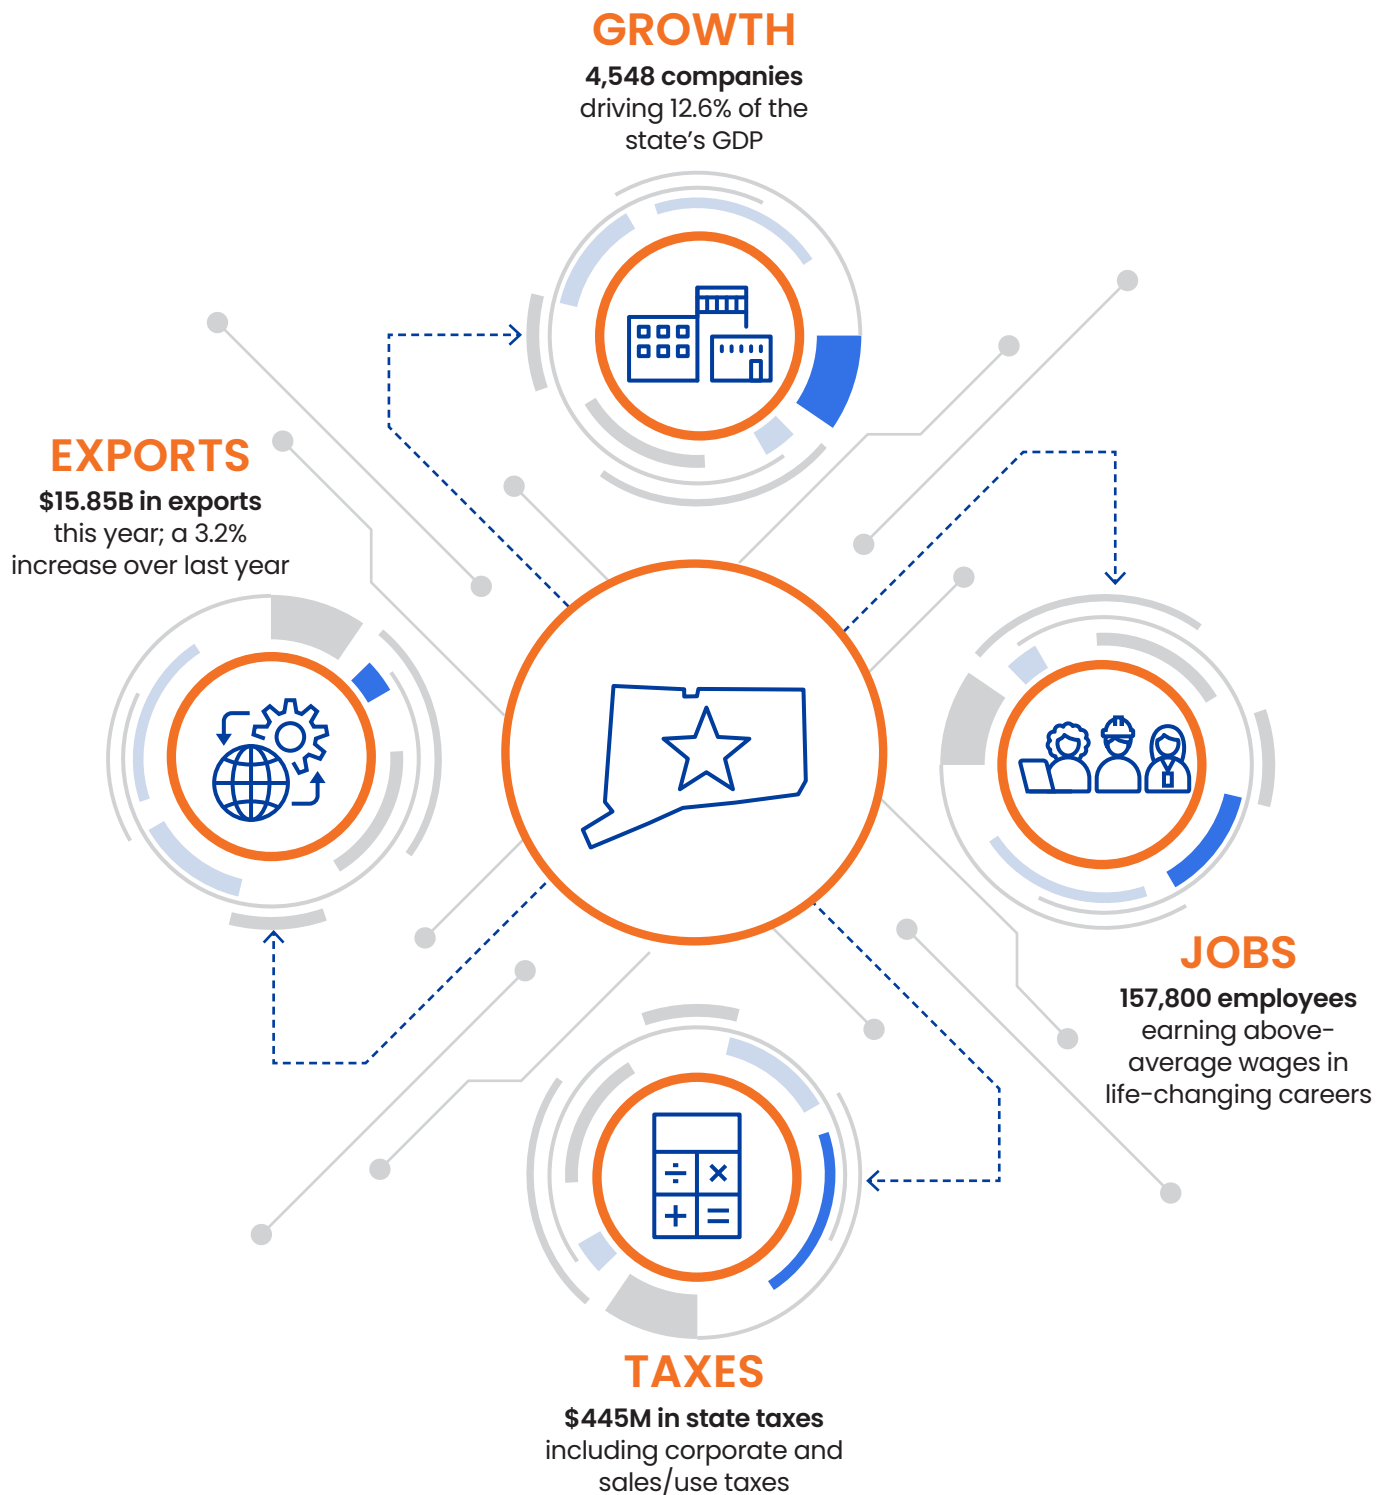 GROWTH
4,548 companies
driving 12.6% of the
state's GDP
EXPORTS
$15.85B in exports
this year; a 3.2%
increase over last year
JOBS
157,800 employees
earning above-
average wages in
life-changing careers
TAXES
$445M in state taxes
including corporate and
sales/use taxes